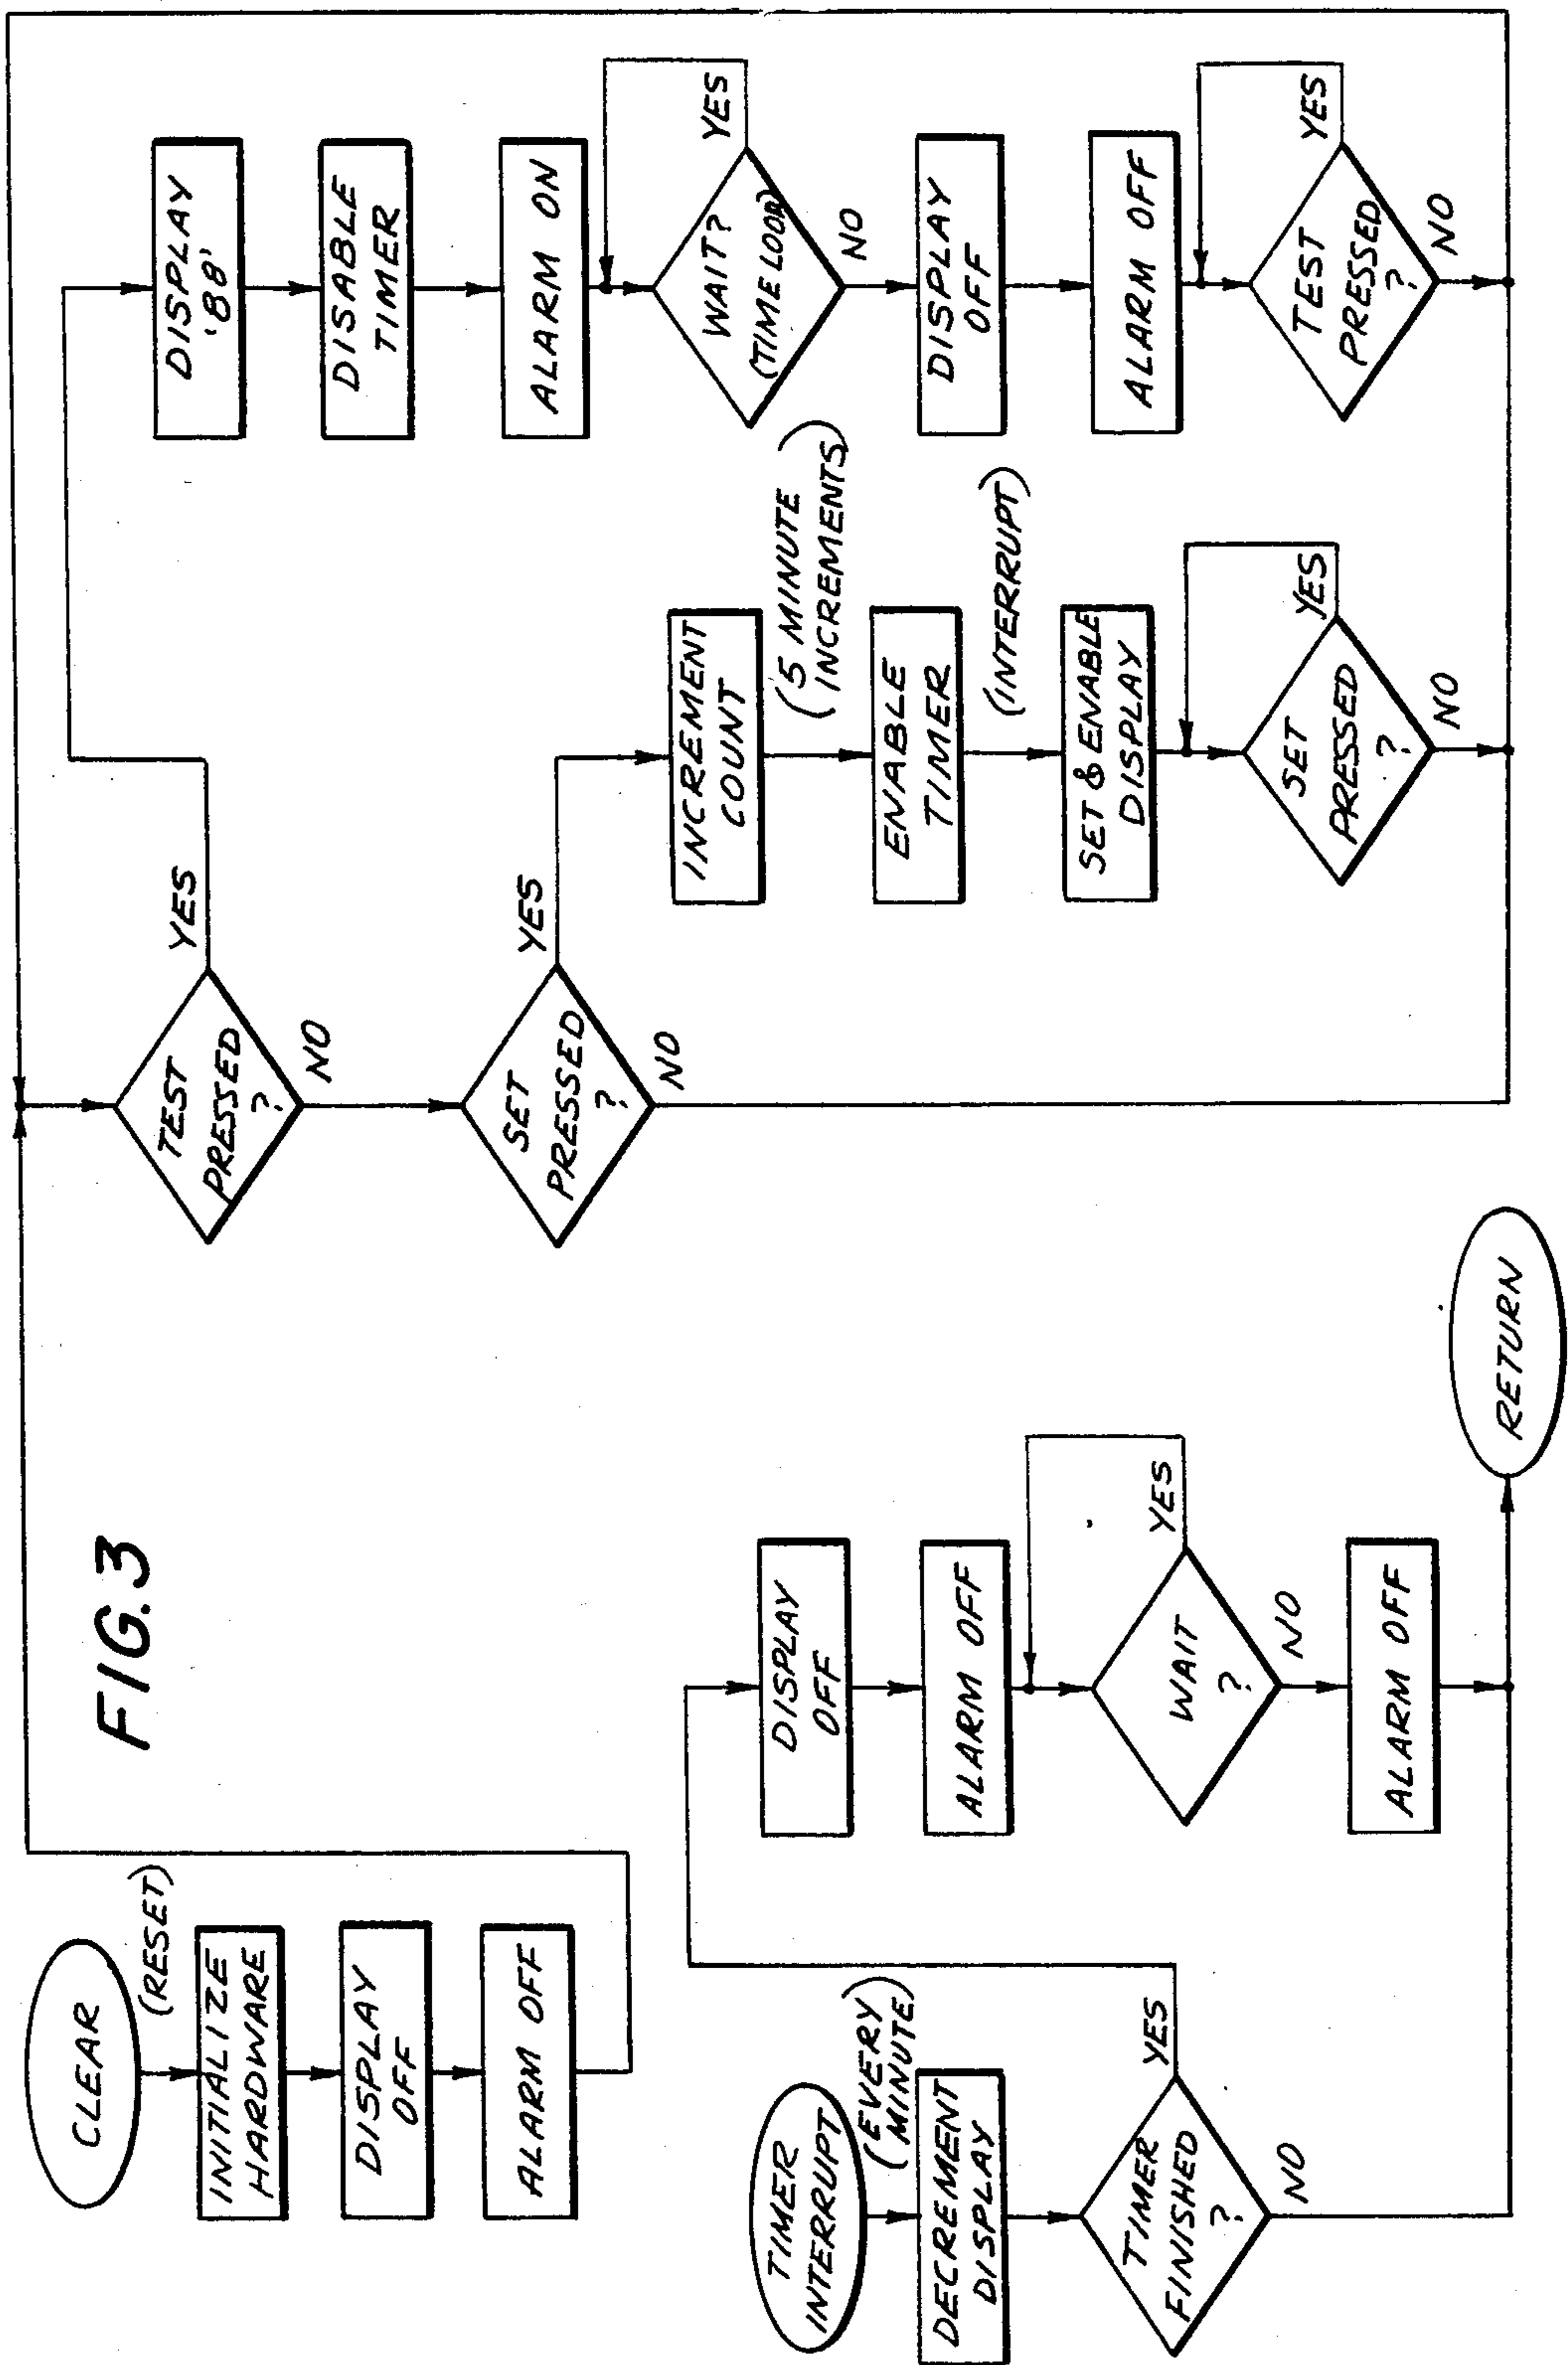 FIG. 3
CLEAR
(RESET)
INITIALIZE
HARDWARE
DISPLAY
OFF
ALARM OFF
TEST
PRESSED
?
YES
NO
SET
PRESSED
?
YES
NO
DISPLAY
'88'
DISABLE
TIMER
ALARM ON
WAIT?
(TIME LOOP)
YES
NO
DISPLAY
OFF
ALARM OFF
TEST
PRESSED
?
YES
NO
INCREMENT
COUNT
(5 MINUTE
INCREMENTS)
ENABLE
TIMER
(INTERRUPT)
SET & ENABLE
DISPLAY
SET
PRESSED
?
YES
NO
TIMER
INTERRUPT
(EVERY
MINUTE)
DECREMENT
DISPLAY
TIMER
FINISHED
?
YES
NO
DISPLAY
OFF
ALARM OFF
WAIT
?
YES
NO
ALARM OFF
RETURN